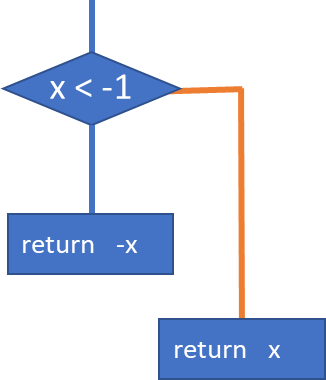 x < -1
return -x
return x